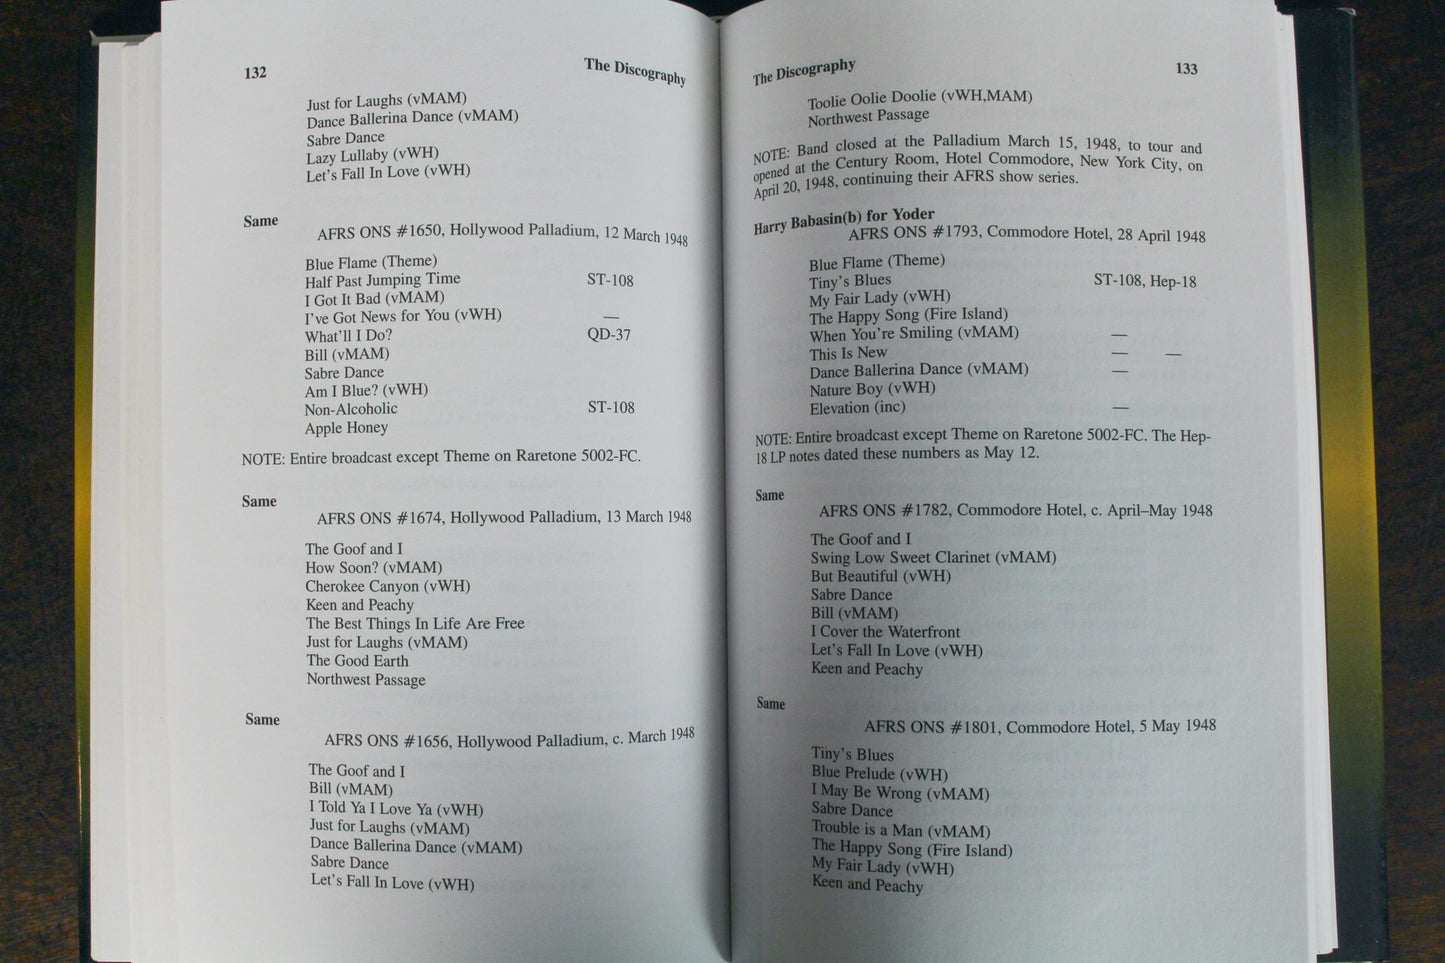 132
The Discography
Just for Laughs (vMAM)
Dance Ballerina Dance (vMAM)
Sabre Dance
Lazy Lullaby (vWH)
Let's Fall In Love (vWH)
Same
AFRS ONS #1650, Hollywood Palladium, 12 March 1948
Blue Flame (Theme)
Half Past Jumping Time ST-108
I Got It Bad (vMAM)
I've Got News for You (vWH) —
What'll I Do? QD-37
Bill (vMAM)
Sabre Dance
Am I Blue? (vWH)
Non-Alcoholic ST-108
Apple Honey
NOTE: Entire broadcast except Theme on Raretone 5002-FC.
Same
AFRS ONS #1674, Hollywood Palladium, 13 March 1948
The Goof and I
How Soon? (vMAM)
Cherokee Canyon (vWH)
Keen and Peachy
The Best Things In Life Are Free
Just for Laughs (vMAM)
The Good Earth
Northwest Passage
Same
AFRS ONS #1656, Hollywood Palladium, c. March 1948
The Goof and I
Bill (vMAM)
I Told Ya I Love Ya (vWH)
Just for Laughs (vMAM)
Dance Ballerina Dance (vMAM)
Sabre Dance
Let's Fall In Love (vWH)
The Discography
133
Toolie Oolie Doolie (vWH,MAM)
Northwest Passage
NOTE: Band closed at the Palladium March 15, 1948, to tour and
opened at the Century Room, Hotel Commodore, New York City, on
April 20, 1948, continuing their AFRS show series.
Harry Babasin(b) for Yoder
AFRS ONS #1793, Commodore Hotel, 28 April 1948
Blue Flame (Theme)
Tiny's Blues ST-108, Hep-18
My Fair Lady (vWH)
The Happy Song (Fire Island)
When You're Smiling (vMAM) —
This Is New — —
Dance Ballerina Dance (vMAM) —
Nature Boy (vWH)
Elevation (inc) —
NOTE: Entire broadcast except Theme on Raretone 5002-FC. The Hep-
18 LP notes dated these numbers as May 12.
Same
AFRS ONS #1782, Commodore Hotel, c. April–May 1948
The Goof and I
Swing Low Sweet Clarinet (vMAM)
But Beautiful (vWH)
Sabre Dance
Bill (vMAM)
I Cover the Waterfront
Let's Fall In Love (vWH)
Keen and Peachy
Same
AFRS ONS #1801, Commodore Hotel, 5 May 1948
Tiny's Blues
Blue Prelude (vWH)
I May Be Wrong (vMAM)
Sabre Dance
Trouble is a Man (vMAM)
The Happy Song (Fire Island)
My Fair Lady (vWH)
Keen and Peachy